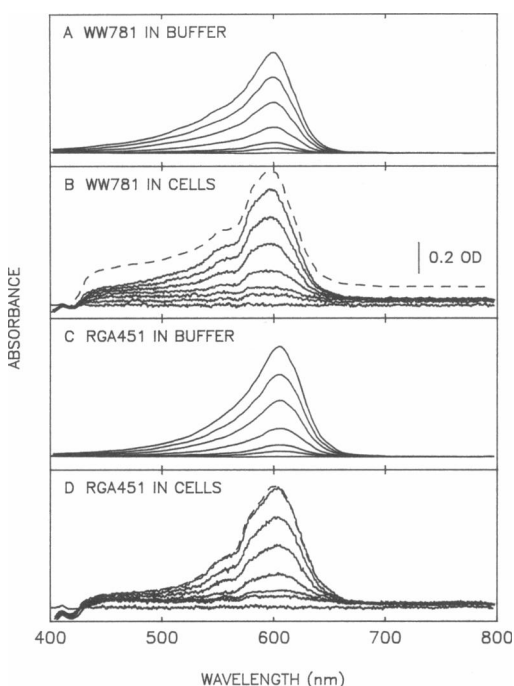 A WW781 IN BUFFER
B WW781 IN CELLS
0.2 OD
ABSORBANCE
C RGA451 IN BUFFER
D RGA451 IN CELLS
400 500 600 700 800
WAVELENGTH (nm)